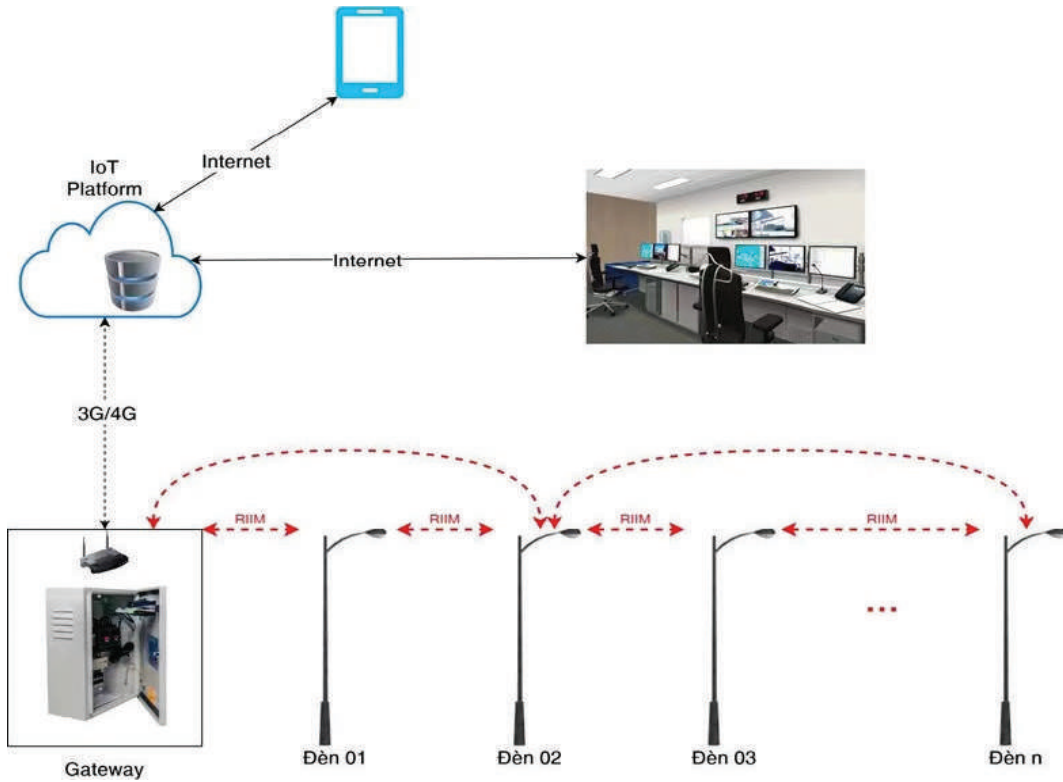 Internet
IoT
Platform
Internet
3G/4G
RIIM
RIIM
RIIM
RIIM
...
Gateway
Đèn 01
Đèn 02
Đèn 03
Đèn n